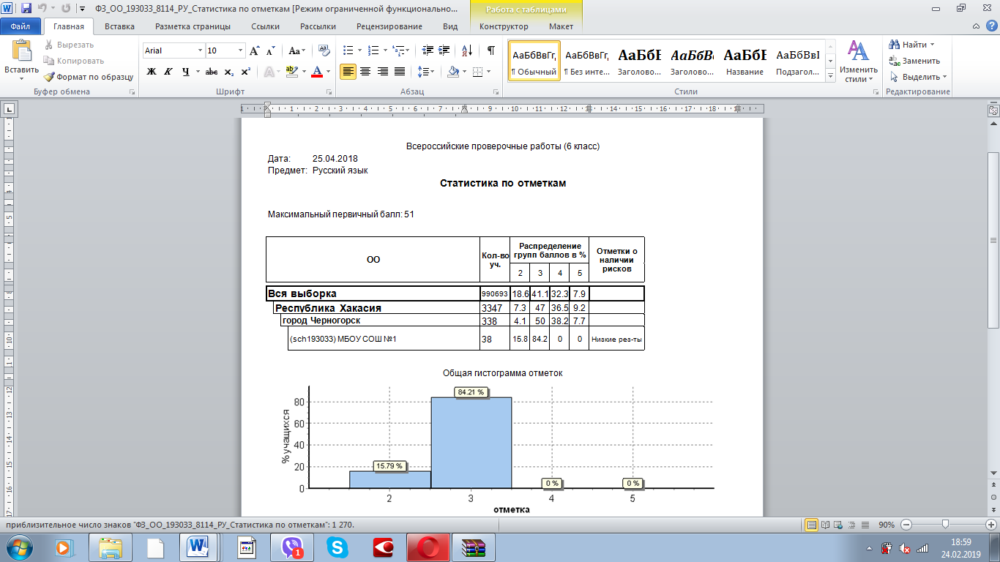 ФЗ_ОО_193033_8114_РУ_Статистика по отметкам [Режим ограниченной функционально...
Работа с таблицами
Файл Главная Вставка Разметка страницы Ссылки Рассылки Рецензирование Вид Конструктор Макет
Вставить
Вырезать
Копировать
Формат по образцу
Буфер обмена
Arial 10
Шрифт
Абзац
АаБбВвГг, АаБбВвГг, АаБбВ АаБбВв АаБбВ АаБбВвІ
¶ Обычный ¶ Без инте... Заголово... Заголово... Название Подзагол...
Стили
Изменить стили
Найти
Заменить
Выделить
Редактирование
Всероссийские проверочные работы (6 класс)
Дата: 25.04.2018
Предмет: Русский язык
Статистика по отметкам
Максимальный первичный балл: 51
ОО Кол-во уч. Распределение групп баллов в % Отметки о наличии рисков
2 3 4 5
Вся выборка 990693 18.6 41.1 32.3 7.9
Республика Хакасия 3347 7.3 47 36.5 9.2
город Черногорск 338 4.1 50 38.2 7.7
(sch193033) МБОУ СОШ №1 38 15.8 84.2 0 0 Низкие рез-ты
Общая гистограмма отметок
% учащихся
80
60
40
20
0
84.21 %
15.79 %
0 %
0 %
2 3 4 5
отметка
приблизительное число знаков "ФЗ_ОО_193033_8114_РУ_Статистика по отметкам": 1 270.
90%
1
18:59
24.02.2019